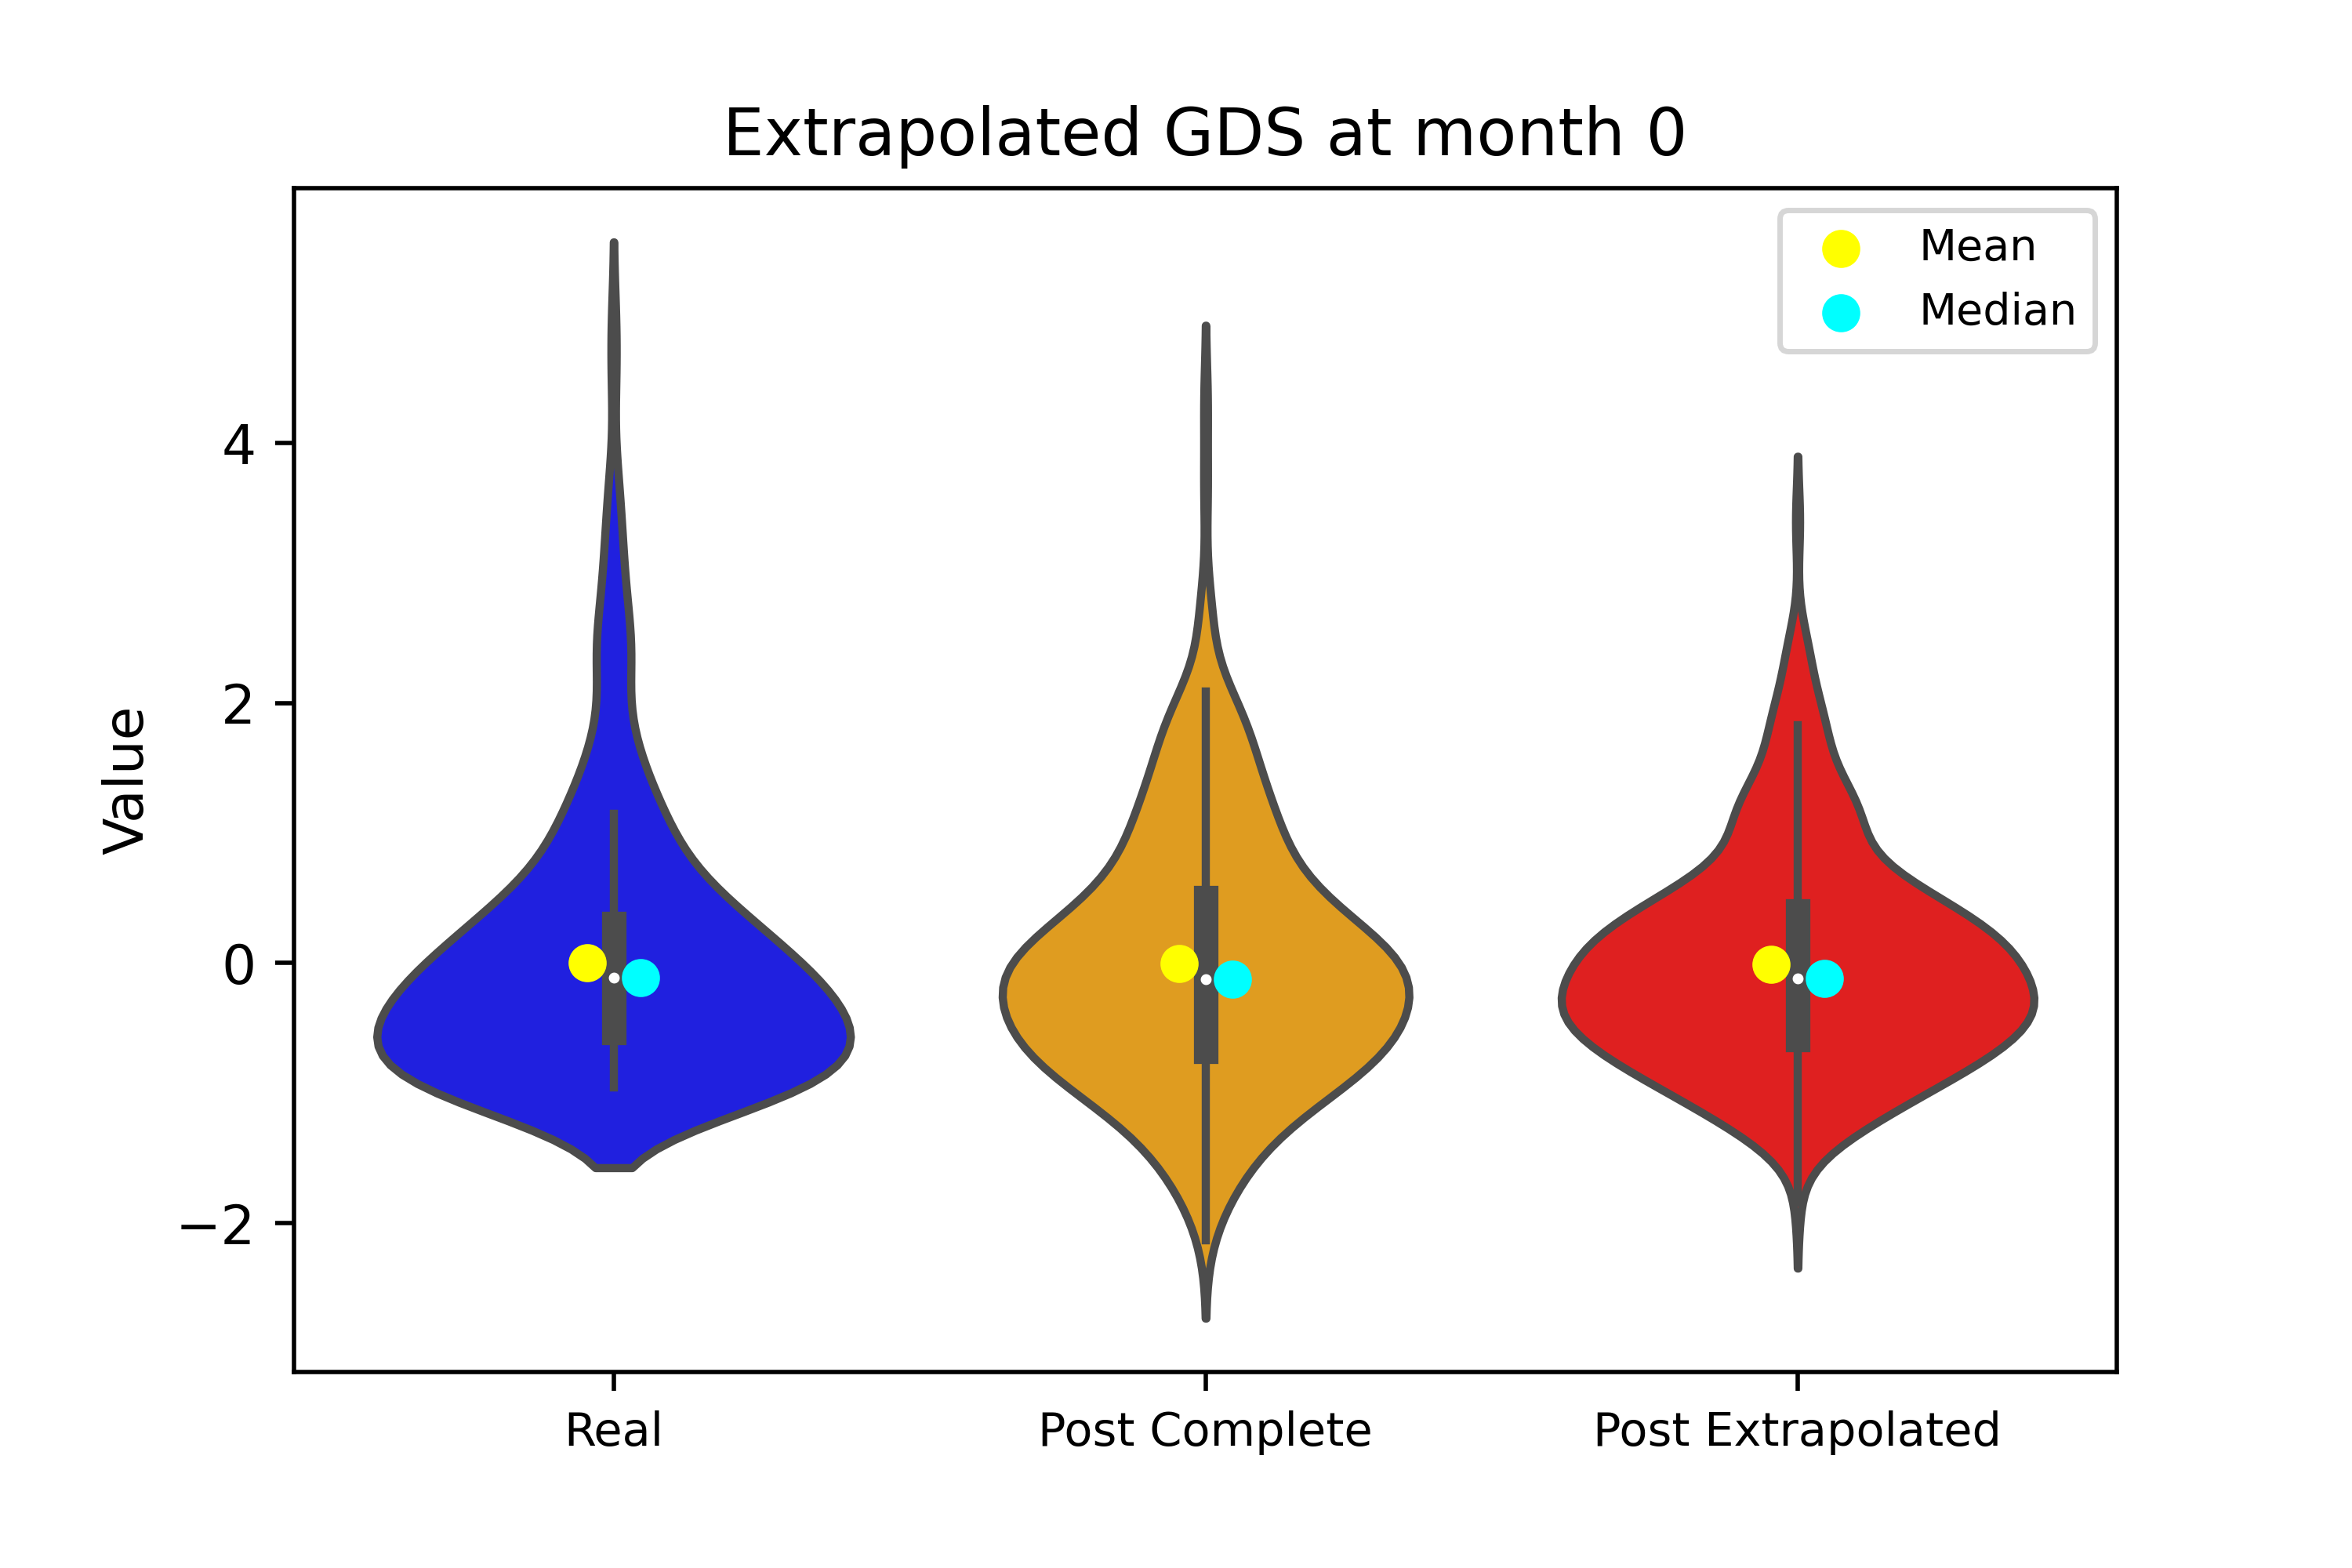 Extrapolated GDS at month 0
Mean
Median
4
2
0
−2
Value
Real
Post Complete
Post Extrapolated